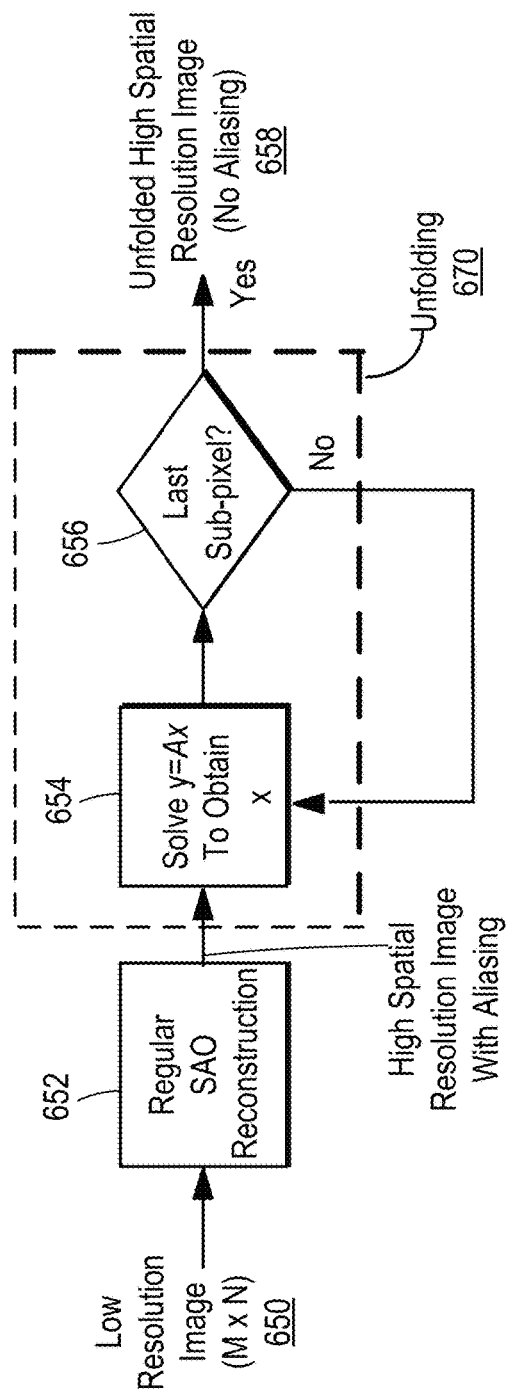 Low
Resolution
Image
(M x N)
650
652
Regular
SAO
Reconstruction
High Spatial
Resolution Image
With Aliasing
654
Solve y=Ax
To Obtain
x
656
Last
Sub-pixel?
No
Yes
Unfolded High Spatial
Resolution Image
(No Aliasing)
658
Unfolding
670